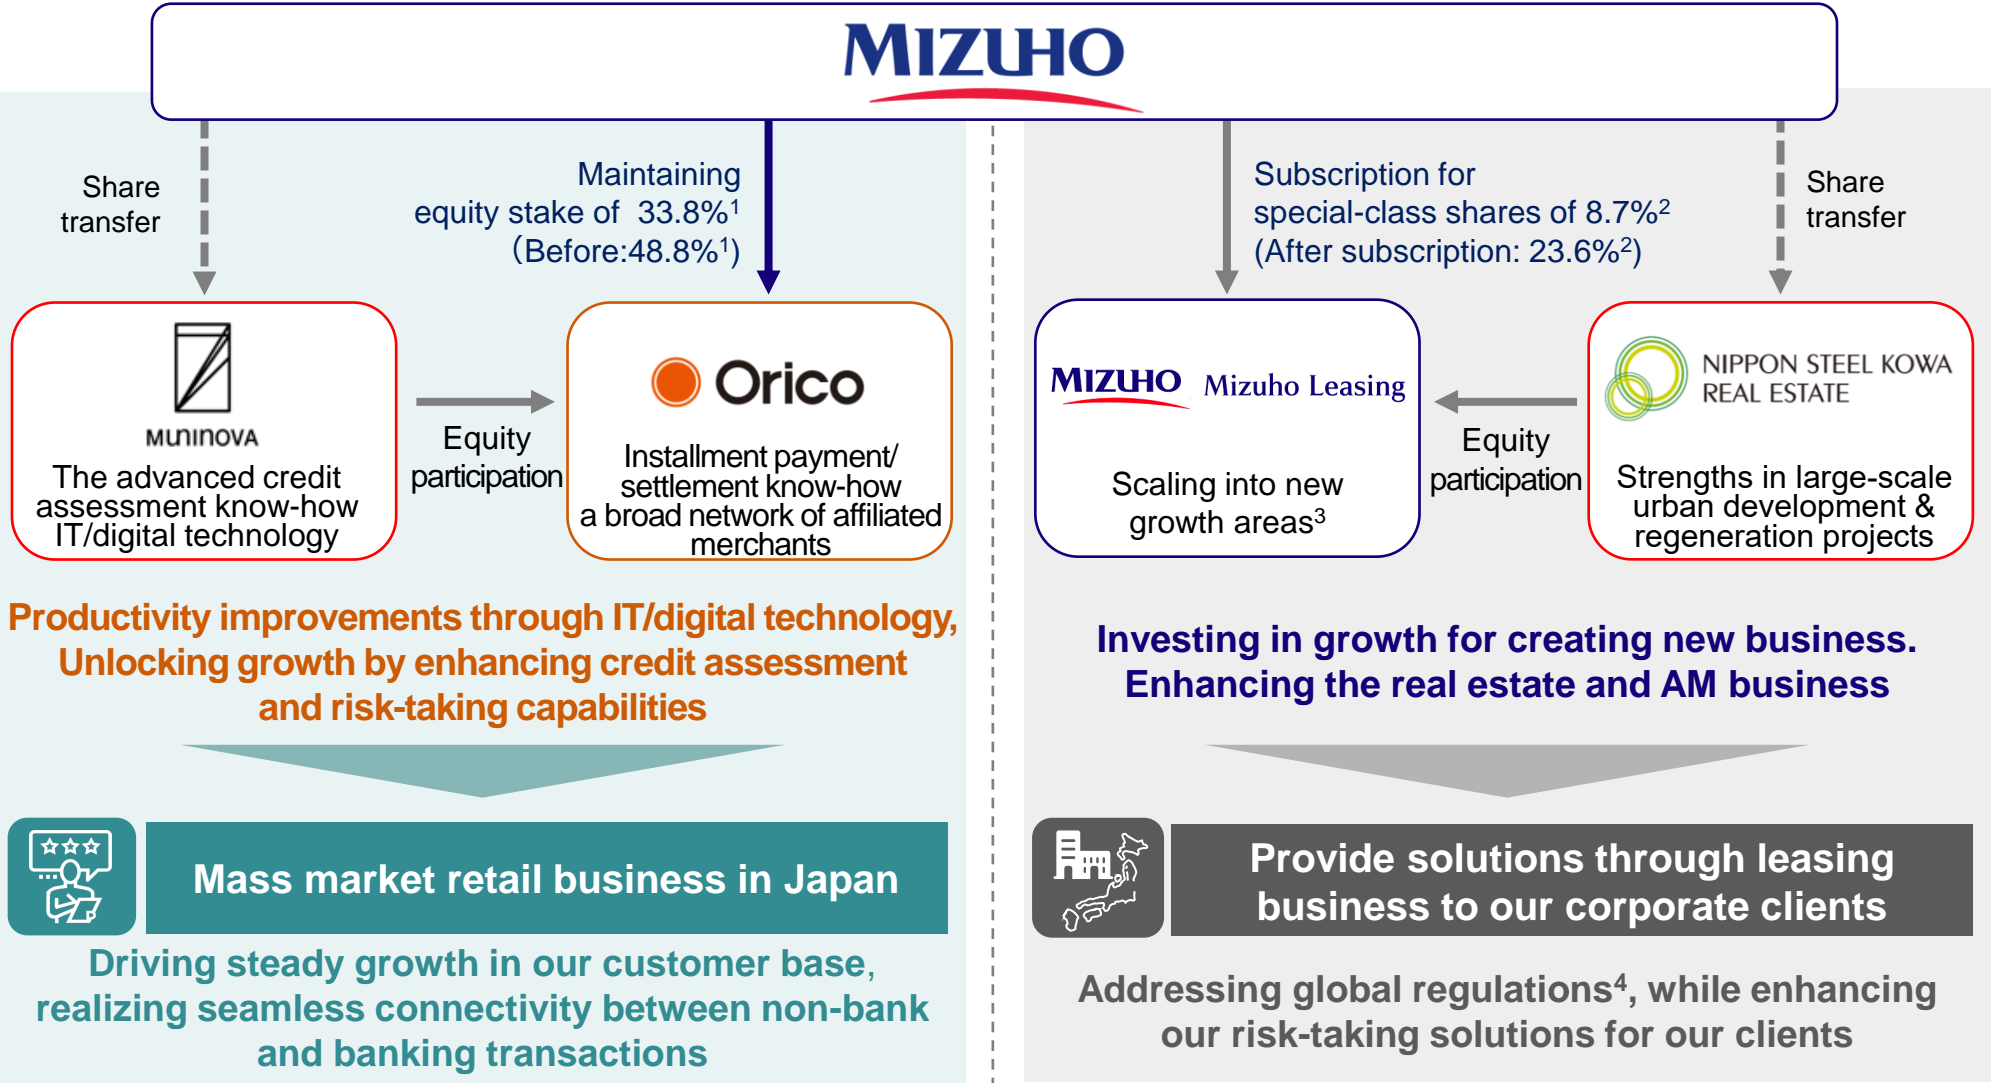 MIZUHO
Share
transfer
Maintaining
equity stake of 33.8%¹
(Before:48.8%¹)
Subscription for
special-class shares of 8.7%²
(After subscription: 23.6%²)
Share
transfer
MUNINOVA
The advanced credit
assessment know-how
IT/digital technology
Equity
participation
Orico
Installment payment/
settlement know-how
a broad network of affiliated
merchants
MIZUHO Mizuho Leasing
Scaling into new
growth areas³
Equity
participation
NIPPON STEEL KOWA
REAL ESTATE
Strengths in large-scale
urban development &
regeneration projects
Productivity improvements through IT/digital technology,
Unlocking growth by enhancing credit assessment
and risk-taking capabilities
Mass market retail business in Japan
Driving steady growth in our customer base,
realizing seamless connectivity between non-bank
and banking transactions
Investing in growth for creating new business.
Enhancing the real estate and AM business
Provide solutions through leasing
business to our corporate clients
Addressing global regulations⁴, while enhancing
our risk-taking solutions for our clients